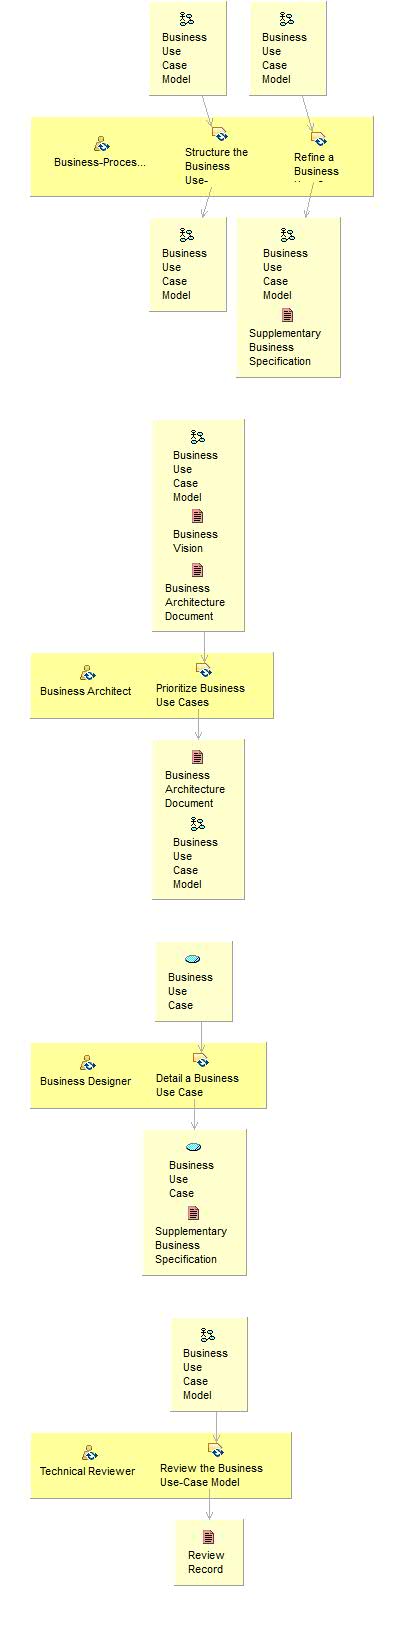 Business
Use
Case
Model
Business
Use
Case
Model
Business-Proces...
Structure the
Business
Use-
Refine a
Business
Business
Use
Case
Model
Business
Use
Case
Model
Supplementary
Business
Specification
Business
Use
Case
Model
Business
Vision
Business
Architecture
Document
Business Architect
Prioritize Business
Use Cases
Business
Architecture
Document
Business
Use
Case
Model
Business
Use
Case
Business Designer
Detail a Business
Use Case
Business
Use
Case
Supplementary
Business
Specification
Business
Use
Case
Model
Technical Reviewer
Review the Business
Use-Case Model
Review
Record